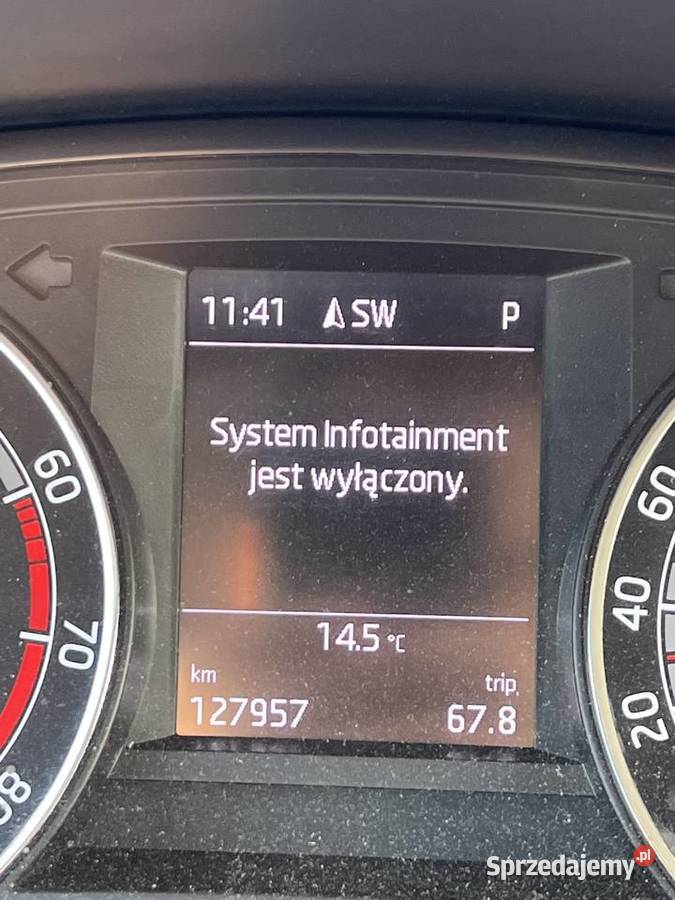 11:41 SW P
System Infotainment
jest wyłączony.
14.5 °C
km trip
127957 67.8
60
70
80
60
40
20
Sprzedajemy.pl